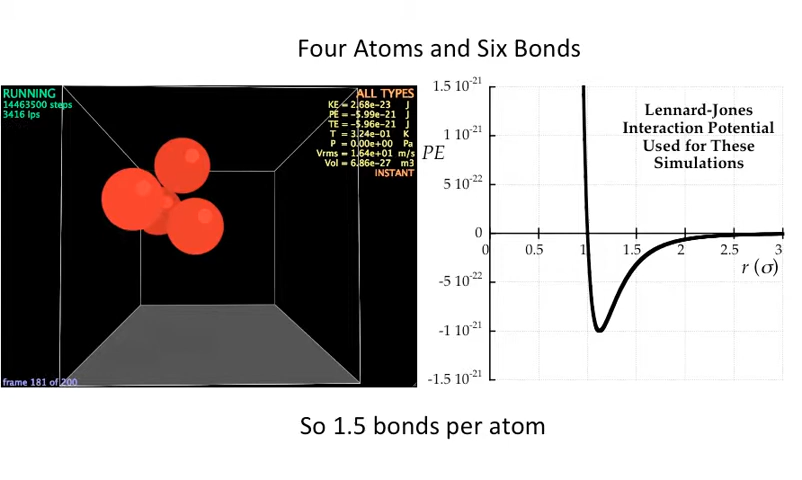 Four Atoms and Six Bonds
RUNNING
14463500 steps
3416 lps
ALL TYPES
KE = 2.68e-23 J
PE = -5.99e-21 J
TE = -5.96e-21 J
T = 3.24e-01 K
P = 0.00e+00 Pa
Vrms = 1.64e+01 m/s
Vol = 6.86e-27 m3
INSTANT
frame 181 of 200
PE
1.5 10-21
1 10-21
5 10-22
0
-5 10-22
-1 10-21
-1.5 10-21
0 0.5 1 1.5 2 2.5 3
r (σ)
Lennard-Jones
Interaction Potential
Used for These
Simulations
So 1.5 bonds per atom